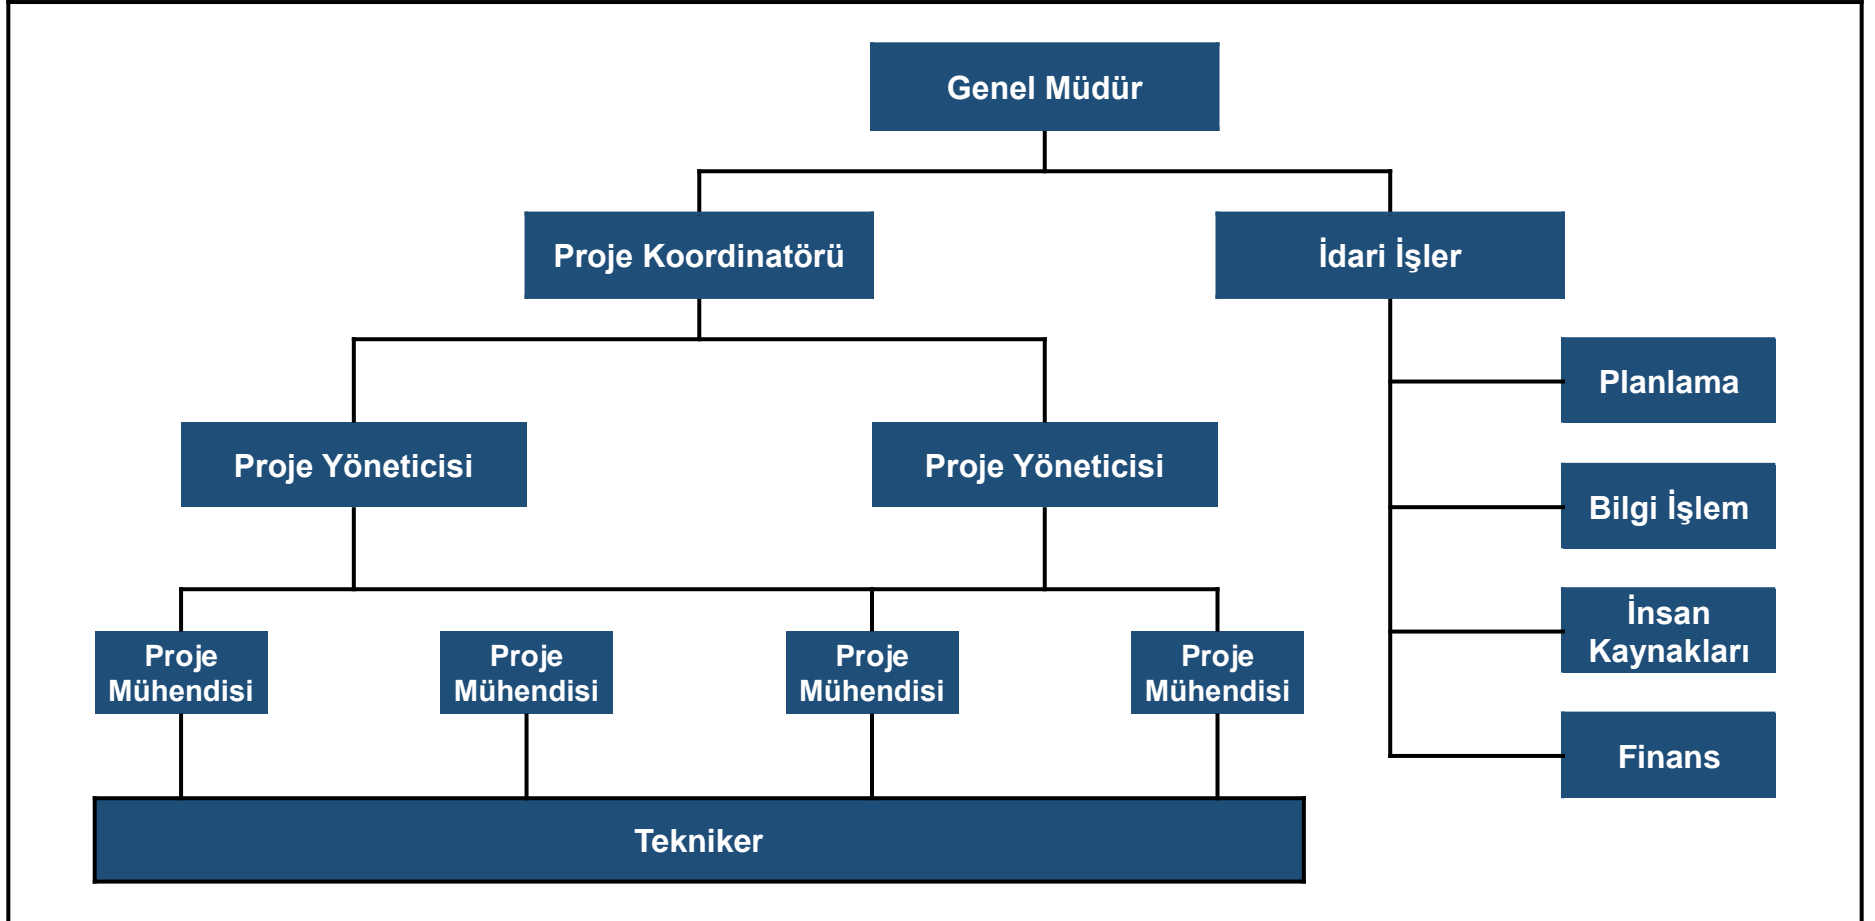 Genel Müdür
Proje Koordinatörü
İdari İşler
Planlama
Proje Yöneticisi
Proje Yöneticisi
Bilgi İşlem
Proje
Mühendisi
Proje
Mühendisi
Proje
Mühendisi
Proje
Mühendisi
İnsan
Kaynakları
Finans
Tekniker